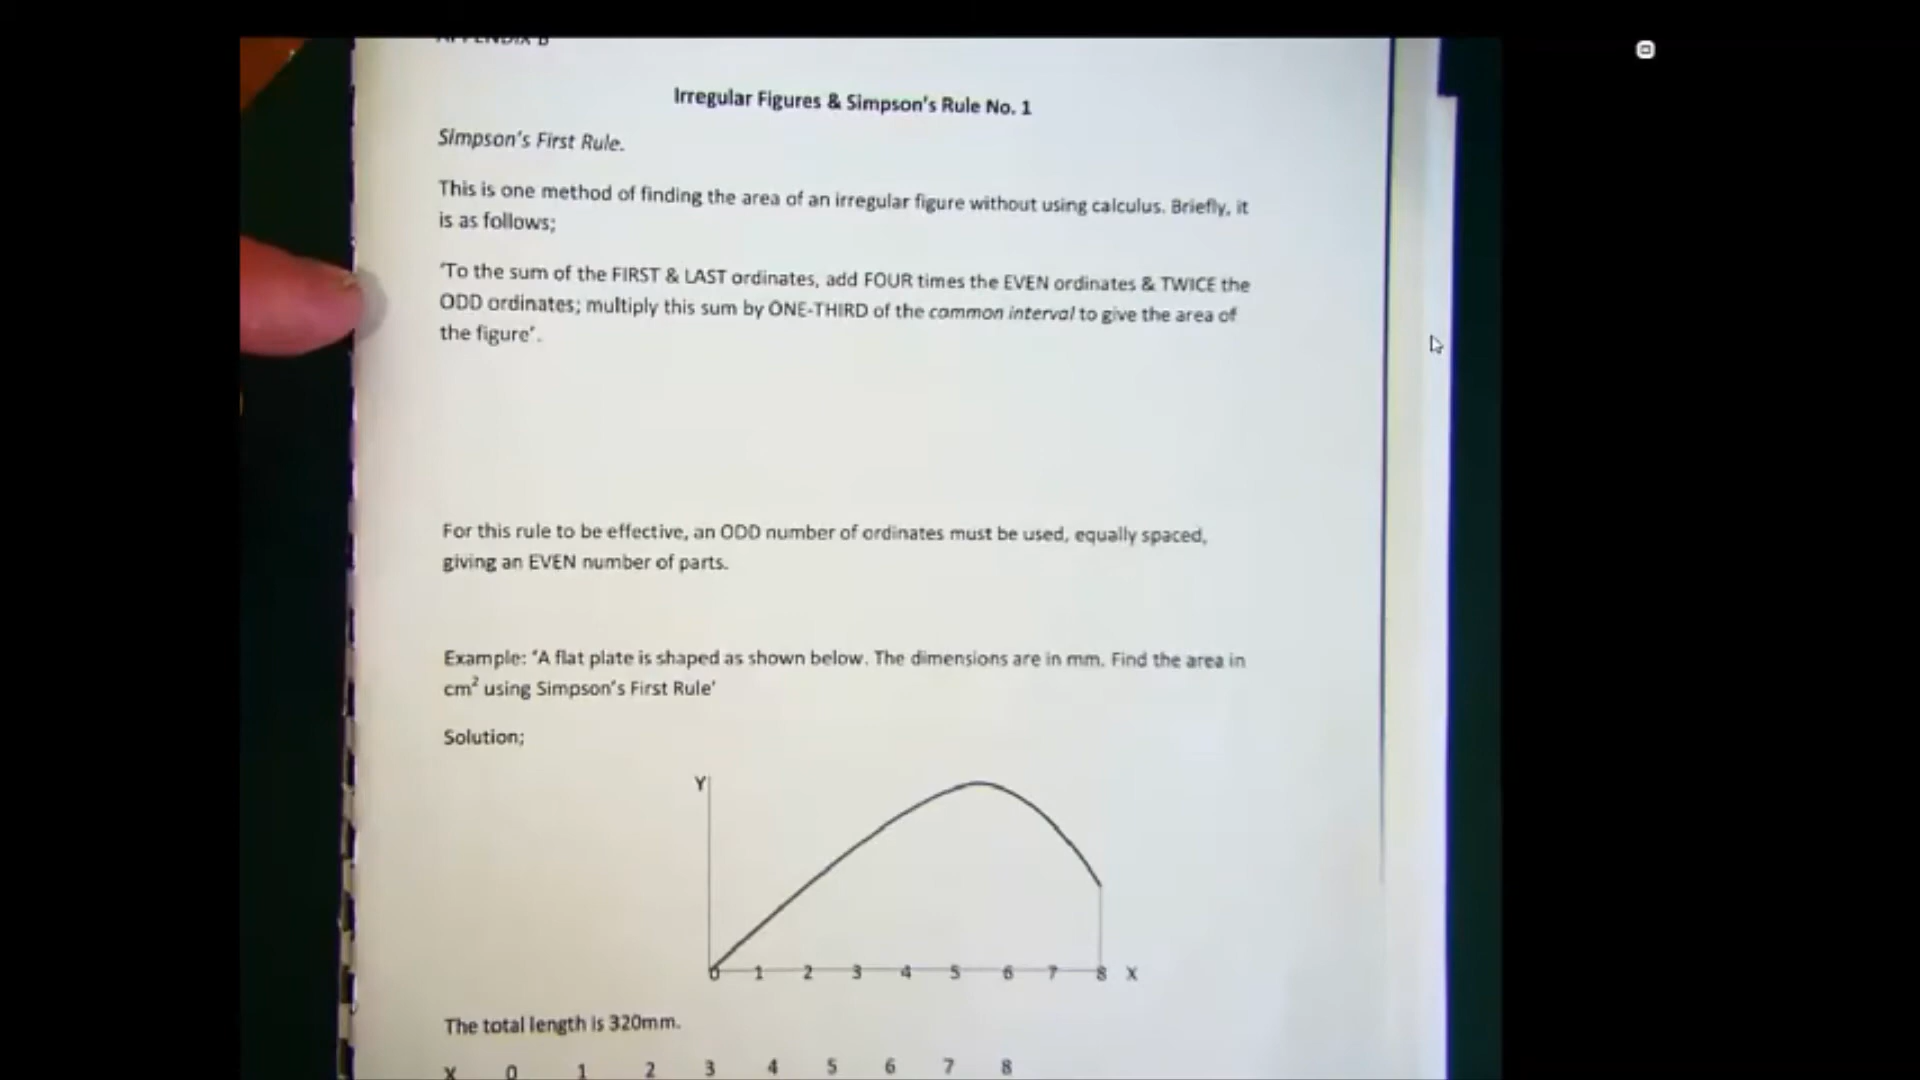 APPENDIX B
Irregular Figures & Simpson's Rule No. 1
Simpson's First Rule.
This is one method of finding the area of an irregular figure without using calculus. Briefly, it
is as follows;
'To the sum of the FIRST & LAST ordinates, add FOUR times the EVEN ordinates & TWICE the
ODD ordinates; multiply this sum by ONE-THIRD of the common interval to give the area of
the figure'.
For this rule to be effective, an ODD number of ordinates must be used, equally spaced,
giving an EVEN number of parts.
Example: 'A flat plate is shaped as shown below. The dimensions are in mm. Find the area in
cm² using Simpson's First Rule'
Solution;
Y
0 1 2 3 4 5 6 7 8 X
The total length is 320mm.
X 0 1 2 3 4 5 6 7 8